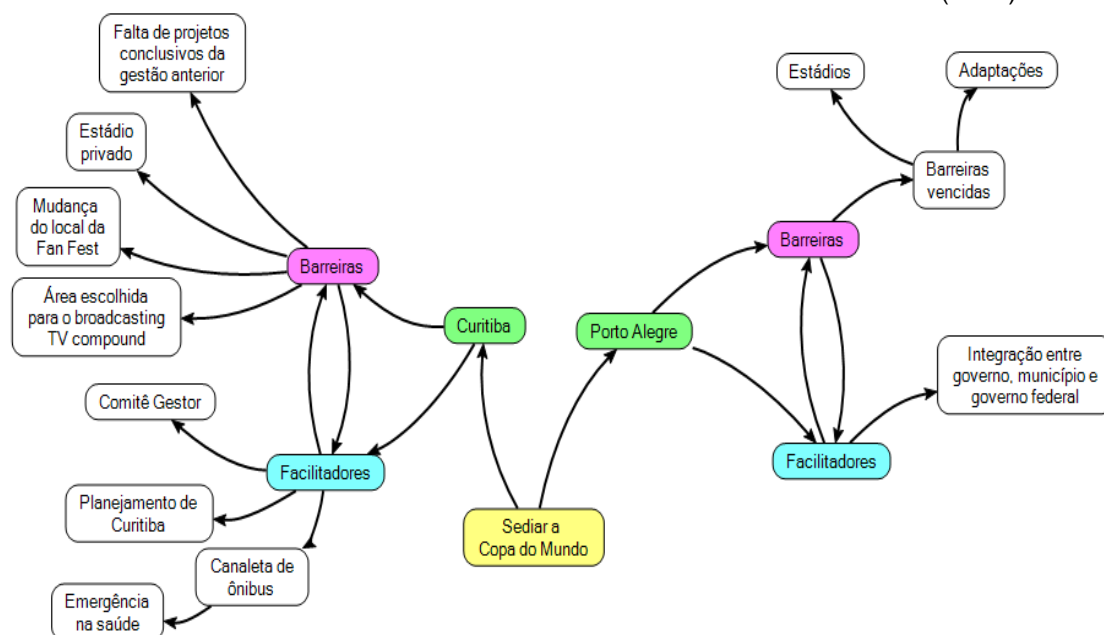 Falta de projetos
conclusivos da
gestão anterior
Estádio
privado
Mudança
do local da
Fan Fest
Área escolhida
para o broadcasting
TV compound
Barreiras
Curitiba
Comitê Gestor
Facilitadores
Planejamento de
Curitiba
Canaleta de
ônibus
Emergência
na saúde
Sediar a
Copa do Mundo
Porto Alegre
Barreiras
Barreiras
vencidas
Estádios
Adaptações
Facilitadores
Integração entre
governo, município e
governo federal